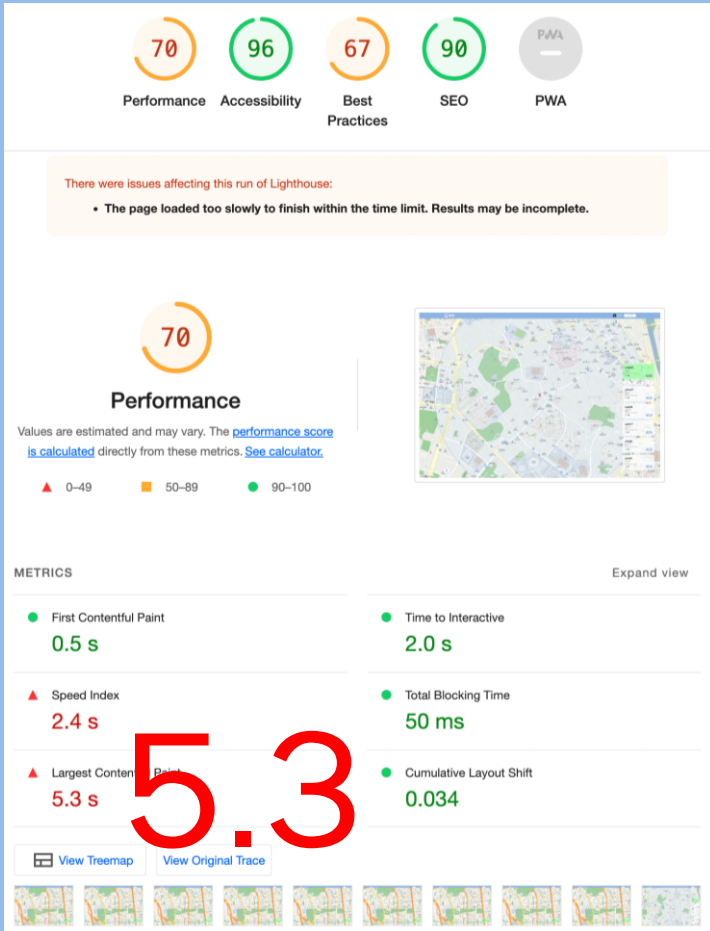 70
96
67
90
PWA
Performance
Accessibility
Best
Practices
SEO
PWA
There were issues affecting this run of Lighthouse:
• The page loaded too slowly to finish within the time limit. Results may be incomplete.
70
Performance
Values are estimated and may vary. The performance score
is calculated directly from these metrics. See calculator.
0–49
50–89
90–100
METRICS
Expand view
First Contentful Paint
0.5 s
Time to Interactive
2.0 s
Speed Index
2.4 s
Total Blocking Time
50 ms
Largest Contentful Paint
5.3 s
5.3
Cumulative Layout Shift
0.034
View Treemap
View Original Trace